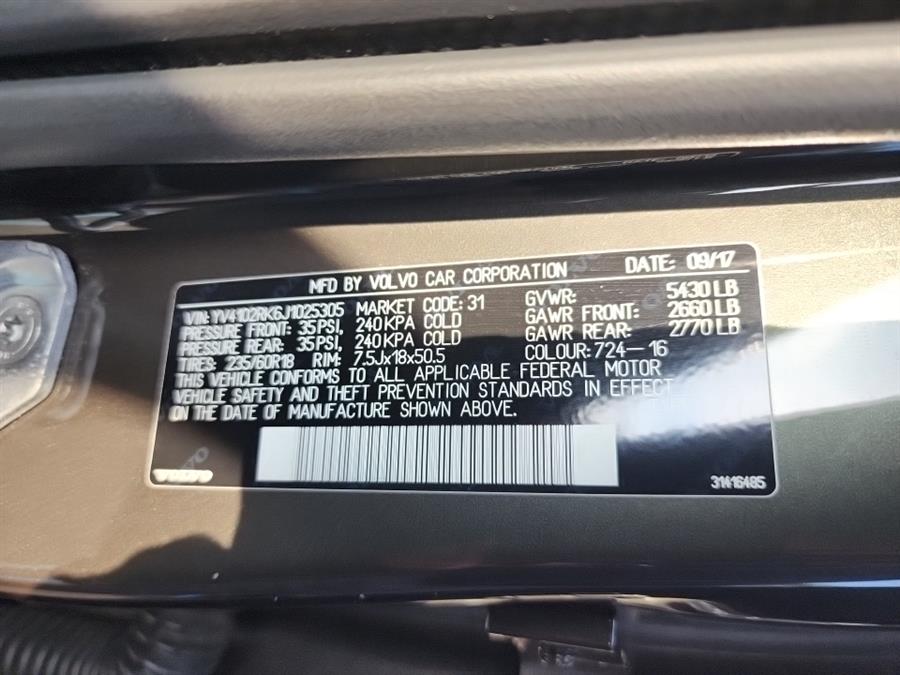 MFD BY VOLVO CAR CORPORATION DATE: 09/17
VIN: YV4102RK6J1025305 MARKET CODE: 31 GVWR: 5430 LB
PRESSURE FRONT: 35 PSI, 240 KPA COLD GAWR FRONT: 2660 LB
PRESSURE REAR: 35 PSI, 240 KPA COLD GAWR REAR: 2770 LB
TIRES: 235/60R18 RIM: 7.5Jx18x50.5 COLOUR: 724-16
THIS VEHICLE CONFORMS TO ALL APPLICABLE FEDERAL MOTOR
VEHICLE SAFETY AND THEFT PREVENTION STANDARDS IN EFFECT
ON THE DATE OF MANUFACTURE SHOWN ABOVE.
VOLVO
31416485